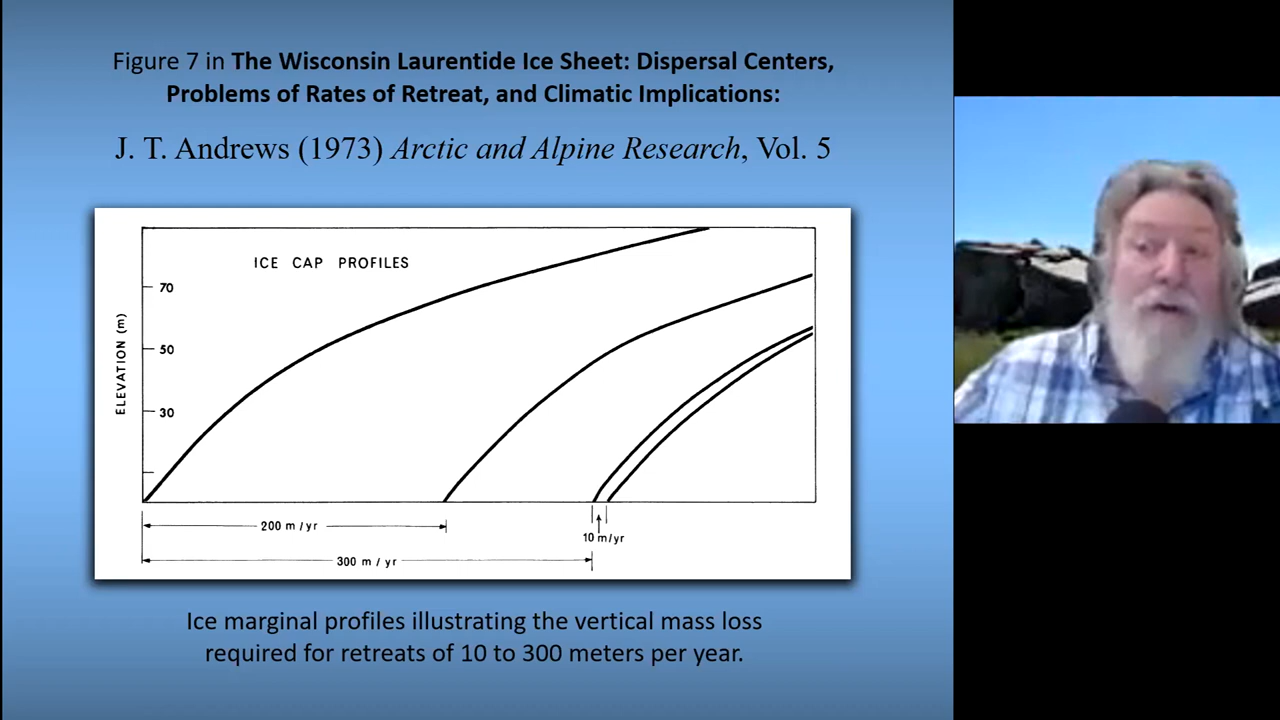 Figure 7 in The Wisconsin Laurentide Ice Sheet: Dispersal Centers,
Problems of Rates of Retreat, and Climatic Implications:
J. T. Andrews (1973) Arctic and Alpine Research, Vol. 5
ICE CAP PROFILES
ELEVATION (m)
70
50
30
200 m / yr
10 m/yr
300 m / yr
Ice marginal profiles illustrating the vertical mass loss
required for retreats of 10 to 300 meters per year.